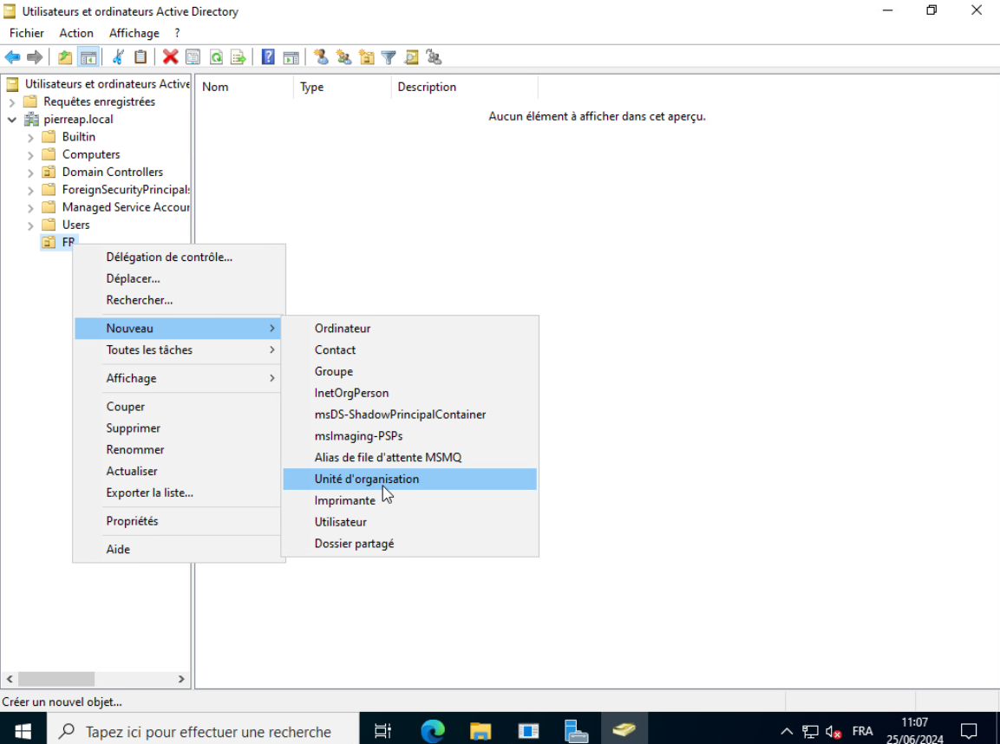 Utilisateurs et ordinateurs Active Directory
Fichier Action Affichage ?
Utilisateurs et ordinateurs Active
Requêtes enregistrées
pierreap.local
Builtin
Computers
Domain Controllers
ForeignSecurityPrincipals
Managed Service Accour
Users
FR
Nom Type Description
Aucun élément à afficher dans cet aperçu.
Délégation de contrôle...
Déplacer...
Rechercher...
Nouveau
Toutes les tâches
Affichage
Couper
Supprimer
Renommer
Actualiser
Exporter la liste...
Propriétés
Aide
Ordinateur
Contact
Groupe
InetOrgPerson
msDS-ShadowPrincipalContainer
msImaging-PSPs
Alias de file d'attente MSMQ
Unité d'organisation
Imprimante
Utilisateur
Dossier partagé
Créer un nouvel objet...
Tapez ici pour effectuer une recherche
FRA
11:07
25/06/2024